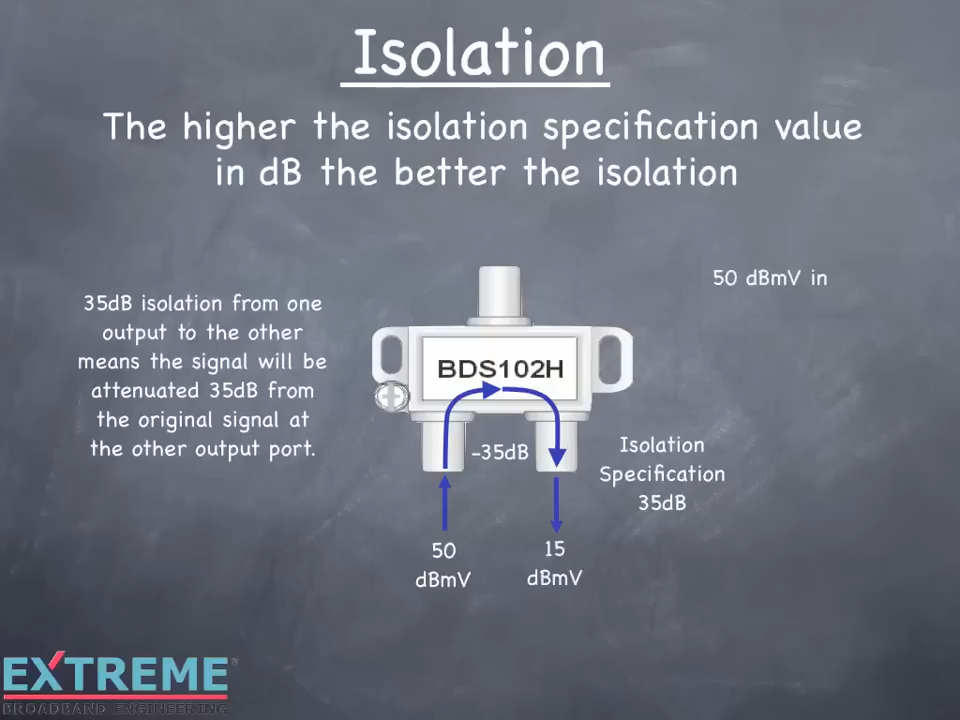 Isolation
The higher the isolation specification value
in dB the better the isolation
50 dBmV in
35dB isolation from one
output to the other
means the signal will be
attenuated 35dB from
the original signal at
the other output port.
BDS102H
-35dB
Isolation
Specification
35dB
50
dBmV
15
dBmV
EXTREME
BROADBAND ENGINEERING